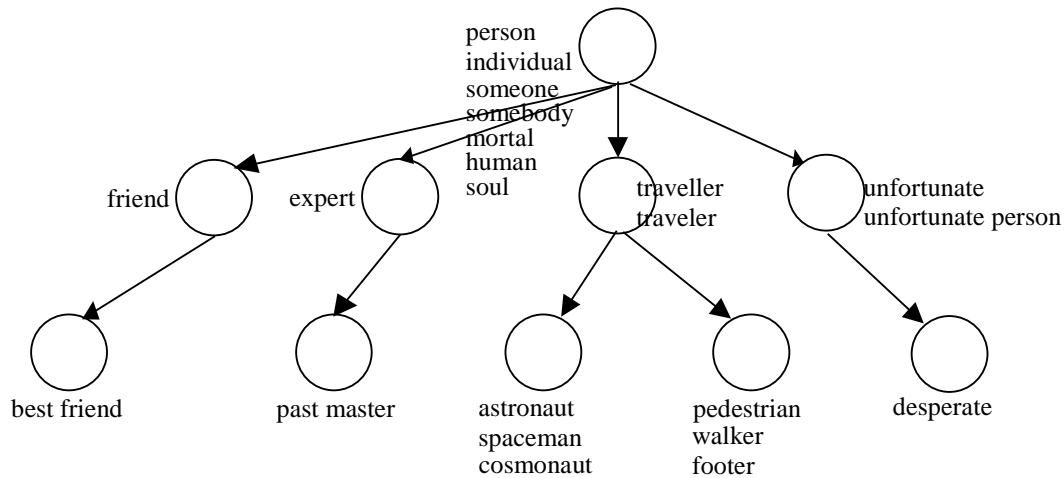 person
individual
someone
somebody
mortal
human
soul
friend
expert
traveller
traveler
unfortunate
unfortunate person
best friend
past master
astronaut
spaceman
cosmonaut
pedestrian
walker
footer
desperate